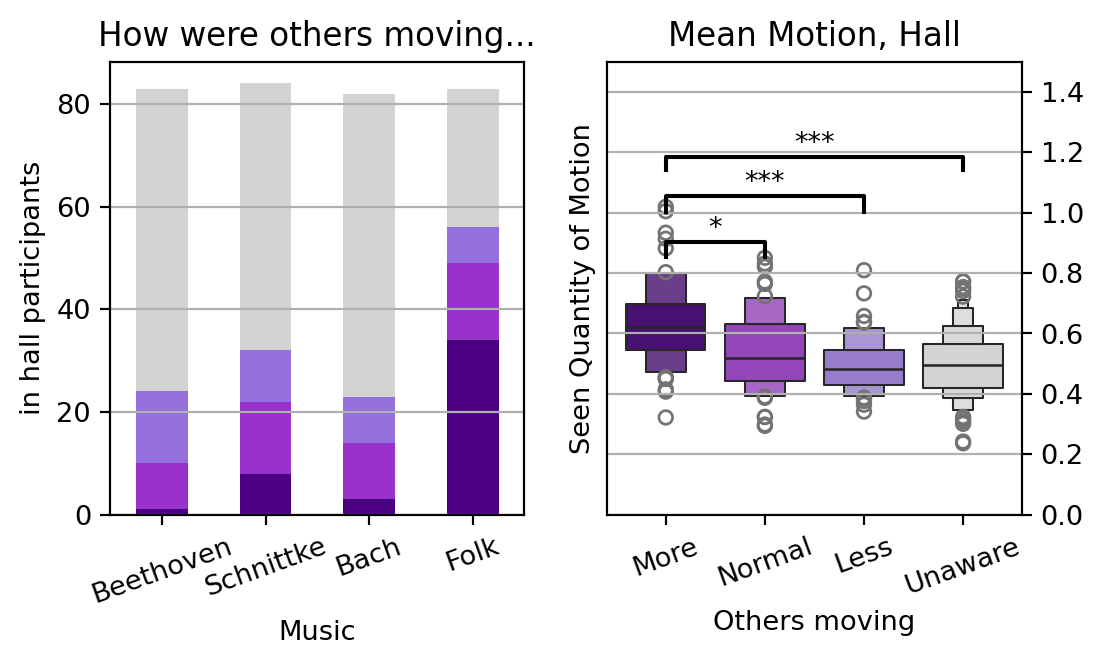 How were others moving...
in hall participants
80
60
40
20
0
Beethoven
Schnittke
Bach
Folk
Music
Mean Motion, Hall
Seen Quantity of Motion
***
***
*
1.4
1.2
1.0
0.8
0.6
0.4
0.2
0.0
More
Normal
Less
Unaware
Others moving